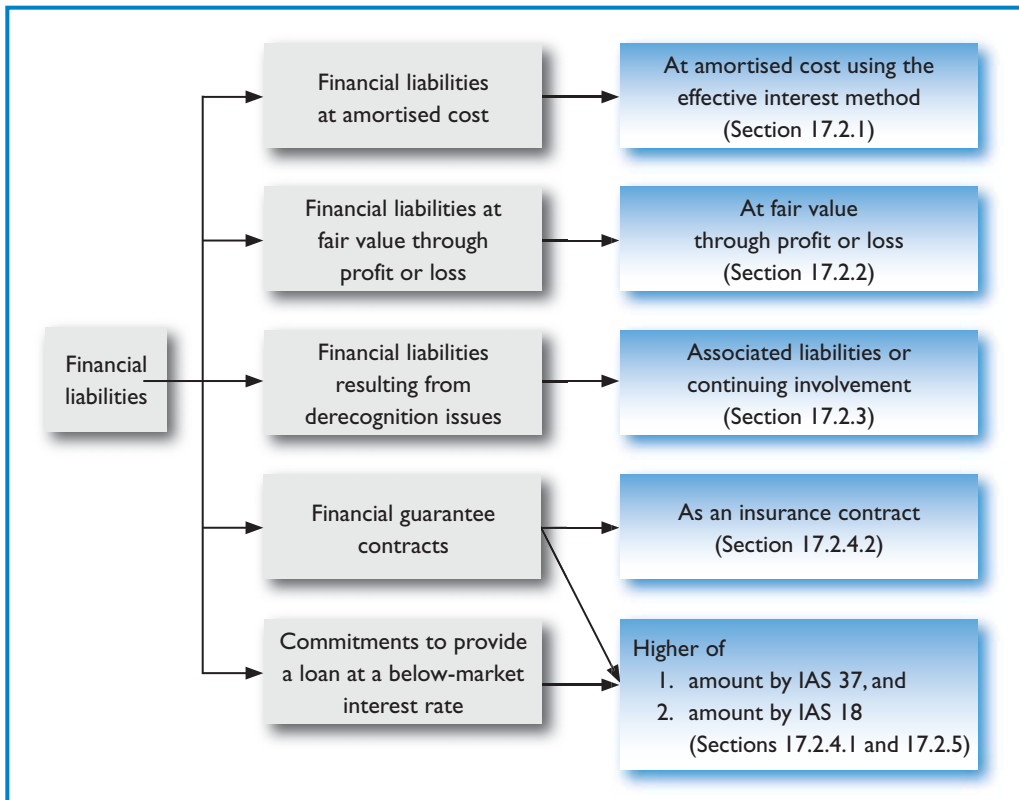 Financial
liabilities
Financial liabilities
at amortised cost
At amortised cost using the
effective interest method
(Section 17.2.1)
Financial liabilities at
fair value through
profit or loss
At fair value
through profit or loss
(Section 17.2.2)
Financial liabilities
resulting from
derecognition issues
Associated liabilities or
continuing involvement
(Section 17.2.3)
Financial guarantee
contracts
As an insurance contract
(Section 17.2.4.2)
Commitments to provide
a loan at a below-market
interest rate
Higher of
1. amount by IAS 37, and
2. amount by IAS 18
(Sections 17.2.4.1 and 17.2.5)